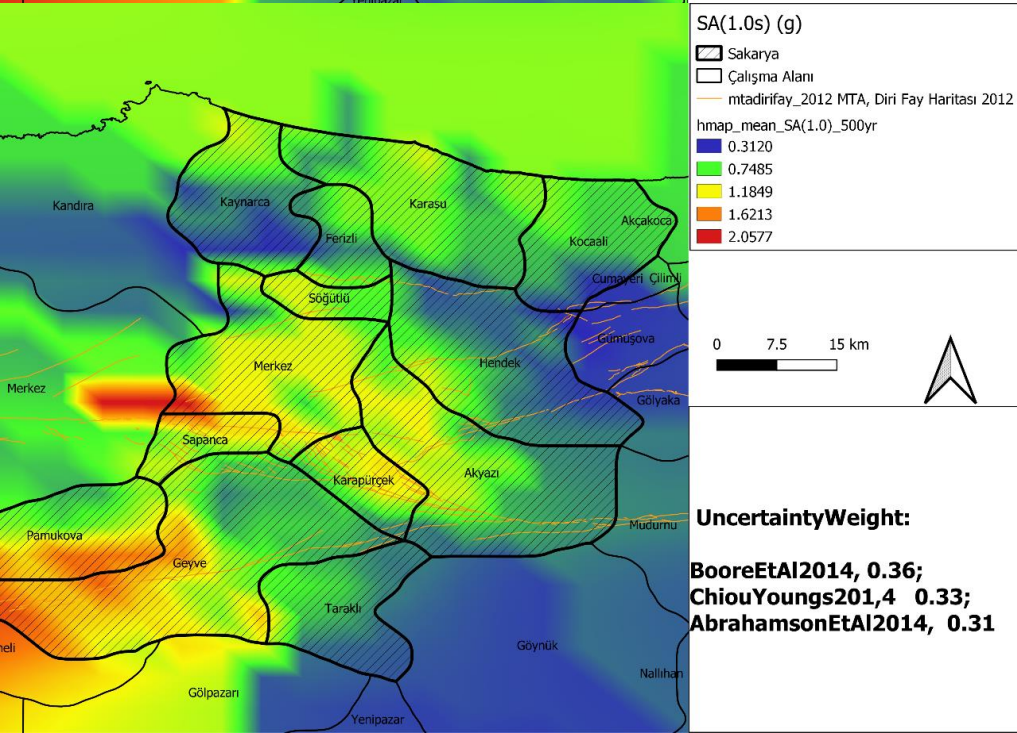 SA(1.0s) (g)
Sakarya
Çalışma Alanı
mtadirifay_2012 MTA, Diri Fay Haritası 2012
hmap_mean_SA(1.0)_500yr
0.3120
0.7485
1.1849
1.6213
2.0577
0 7.5 15 km
UncertaintyWeight:
BooreEtAl2014, 0.36;
ChiouYoungs201,4 0.33;
AbrahamsonEtAl2014, 0.31
Kandıra
Kaynarca
Karasu
Akçakoca
Ferizli
Kocaali
Cumayeri Çilimli
Söğütlü
Gümüşova
Merkez
Hendek
Merkez
Gölyaka
Sapanca
Karapürçek
Akyazı
Mudurnu
Pamukova
Geyve
Taraklı
Göynük
neli
Nallıhan
Gölpazarı
Yenipazar